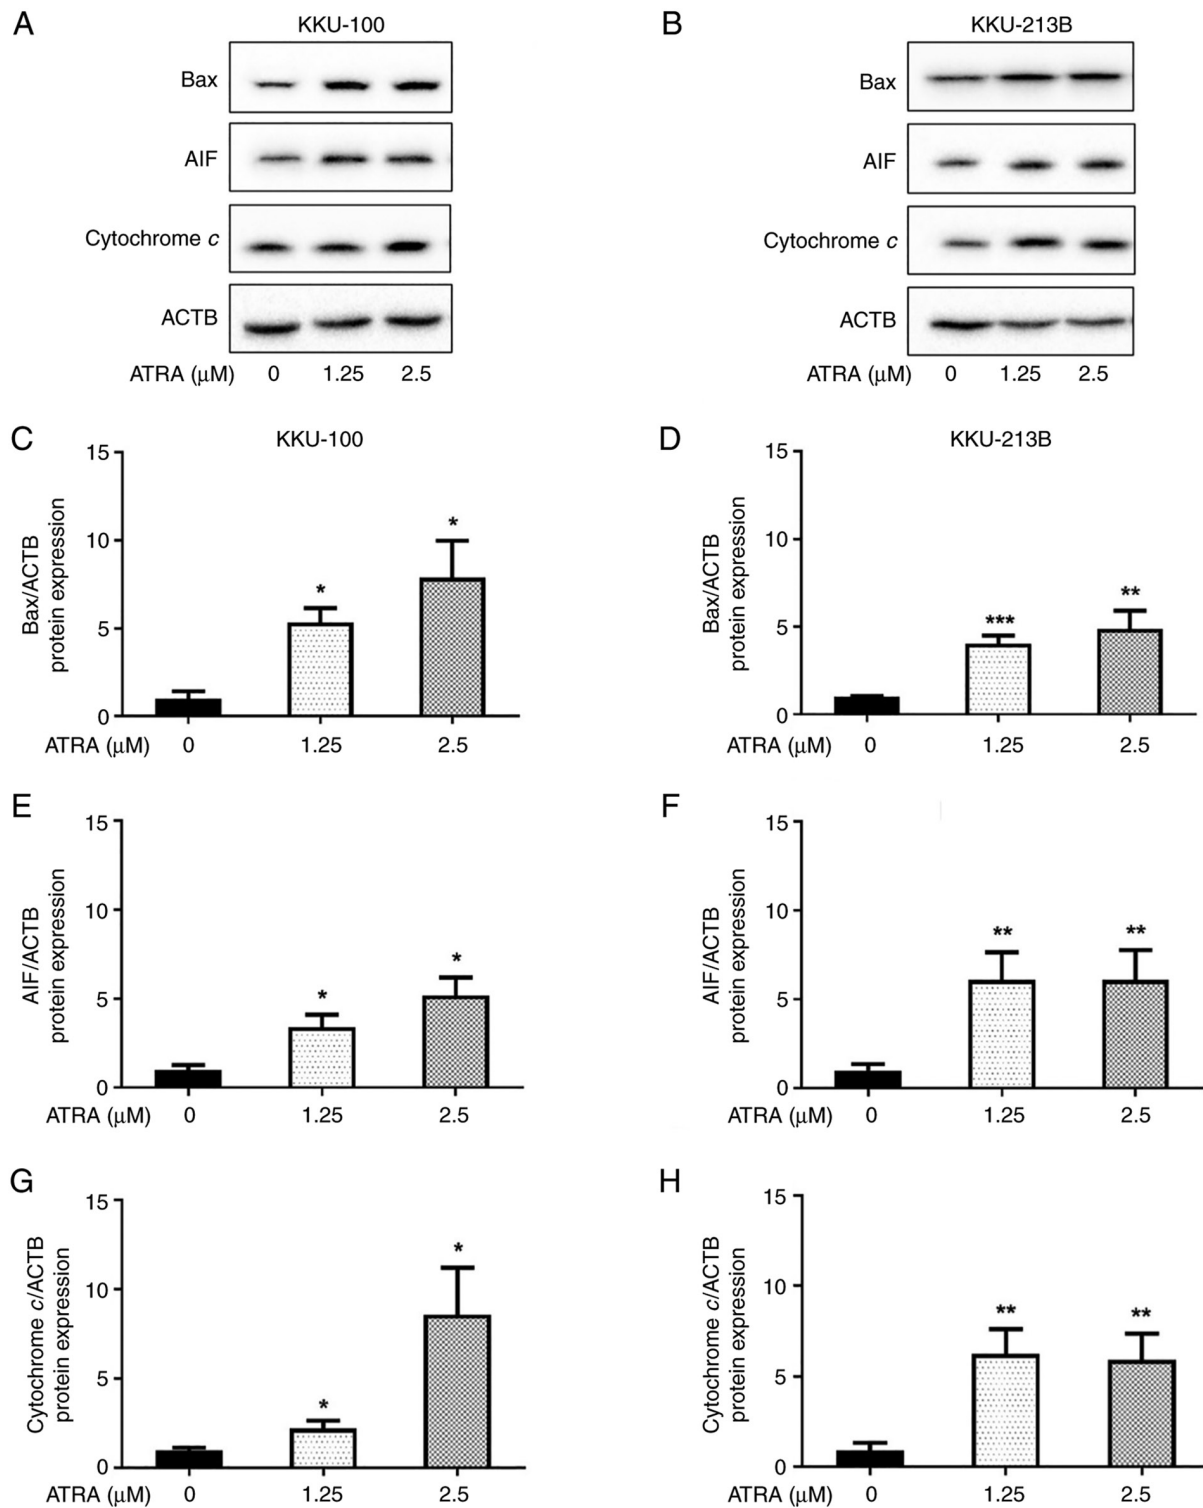 A
KKU-100
Bax
AIF
Cytochrome c
ACTB
ATRA (μM) 0 1.25 2.5
B
KKU-213B
Bax
AIF
Cytochrome c
ACTB
ATRA (μM) 0 1.25 2.5
C
KKU-100
Bax/ACTB
protein expression
15
10
5
0
*
*
ATRA (μM) 0 1.25 2.5
D
KKU-213B
Bax/ACTB
protein expression
15
10
5
0
***
**
ATRA (μM) 0 1.25 2.5
E
AIF/ACTB
protein expression
15
10
5
0
*
*
ATRA (μM) 0 1.25 2.5
F
AIF/ACTB
protein expression
15
10
5
0
**
**
ATRA (μM) 0 1.25 2.5
G
Cytochrome c/ACTB
protein expression
15
10
5
0
*
*
ATRA (μM) 0 1.25 2.5
H
Cytochrome c/ACTB
protein expression
15
10
5
0
**
**
ATRA (μM) 0 1.25 2.5